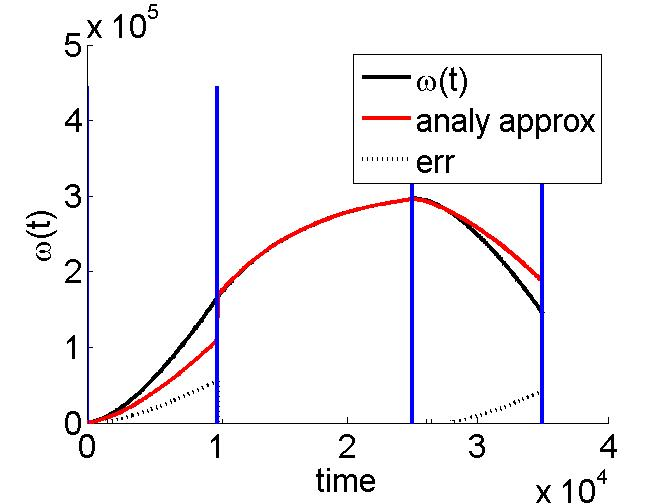 x 10^5
5
4
3
2
1
0
ω(t)
ω(t)
analy approx
err
0 1 2 3 4
time
x 10^4